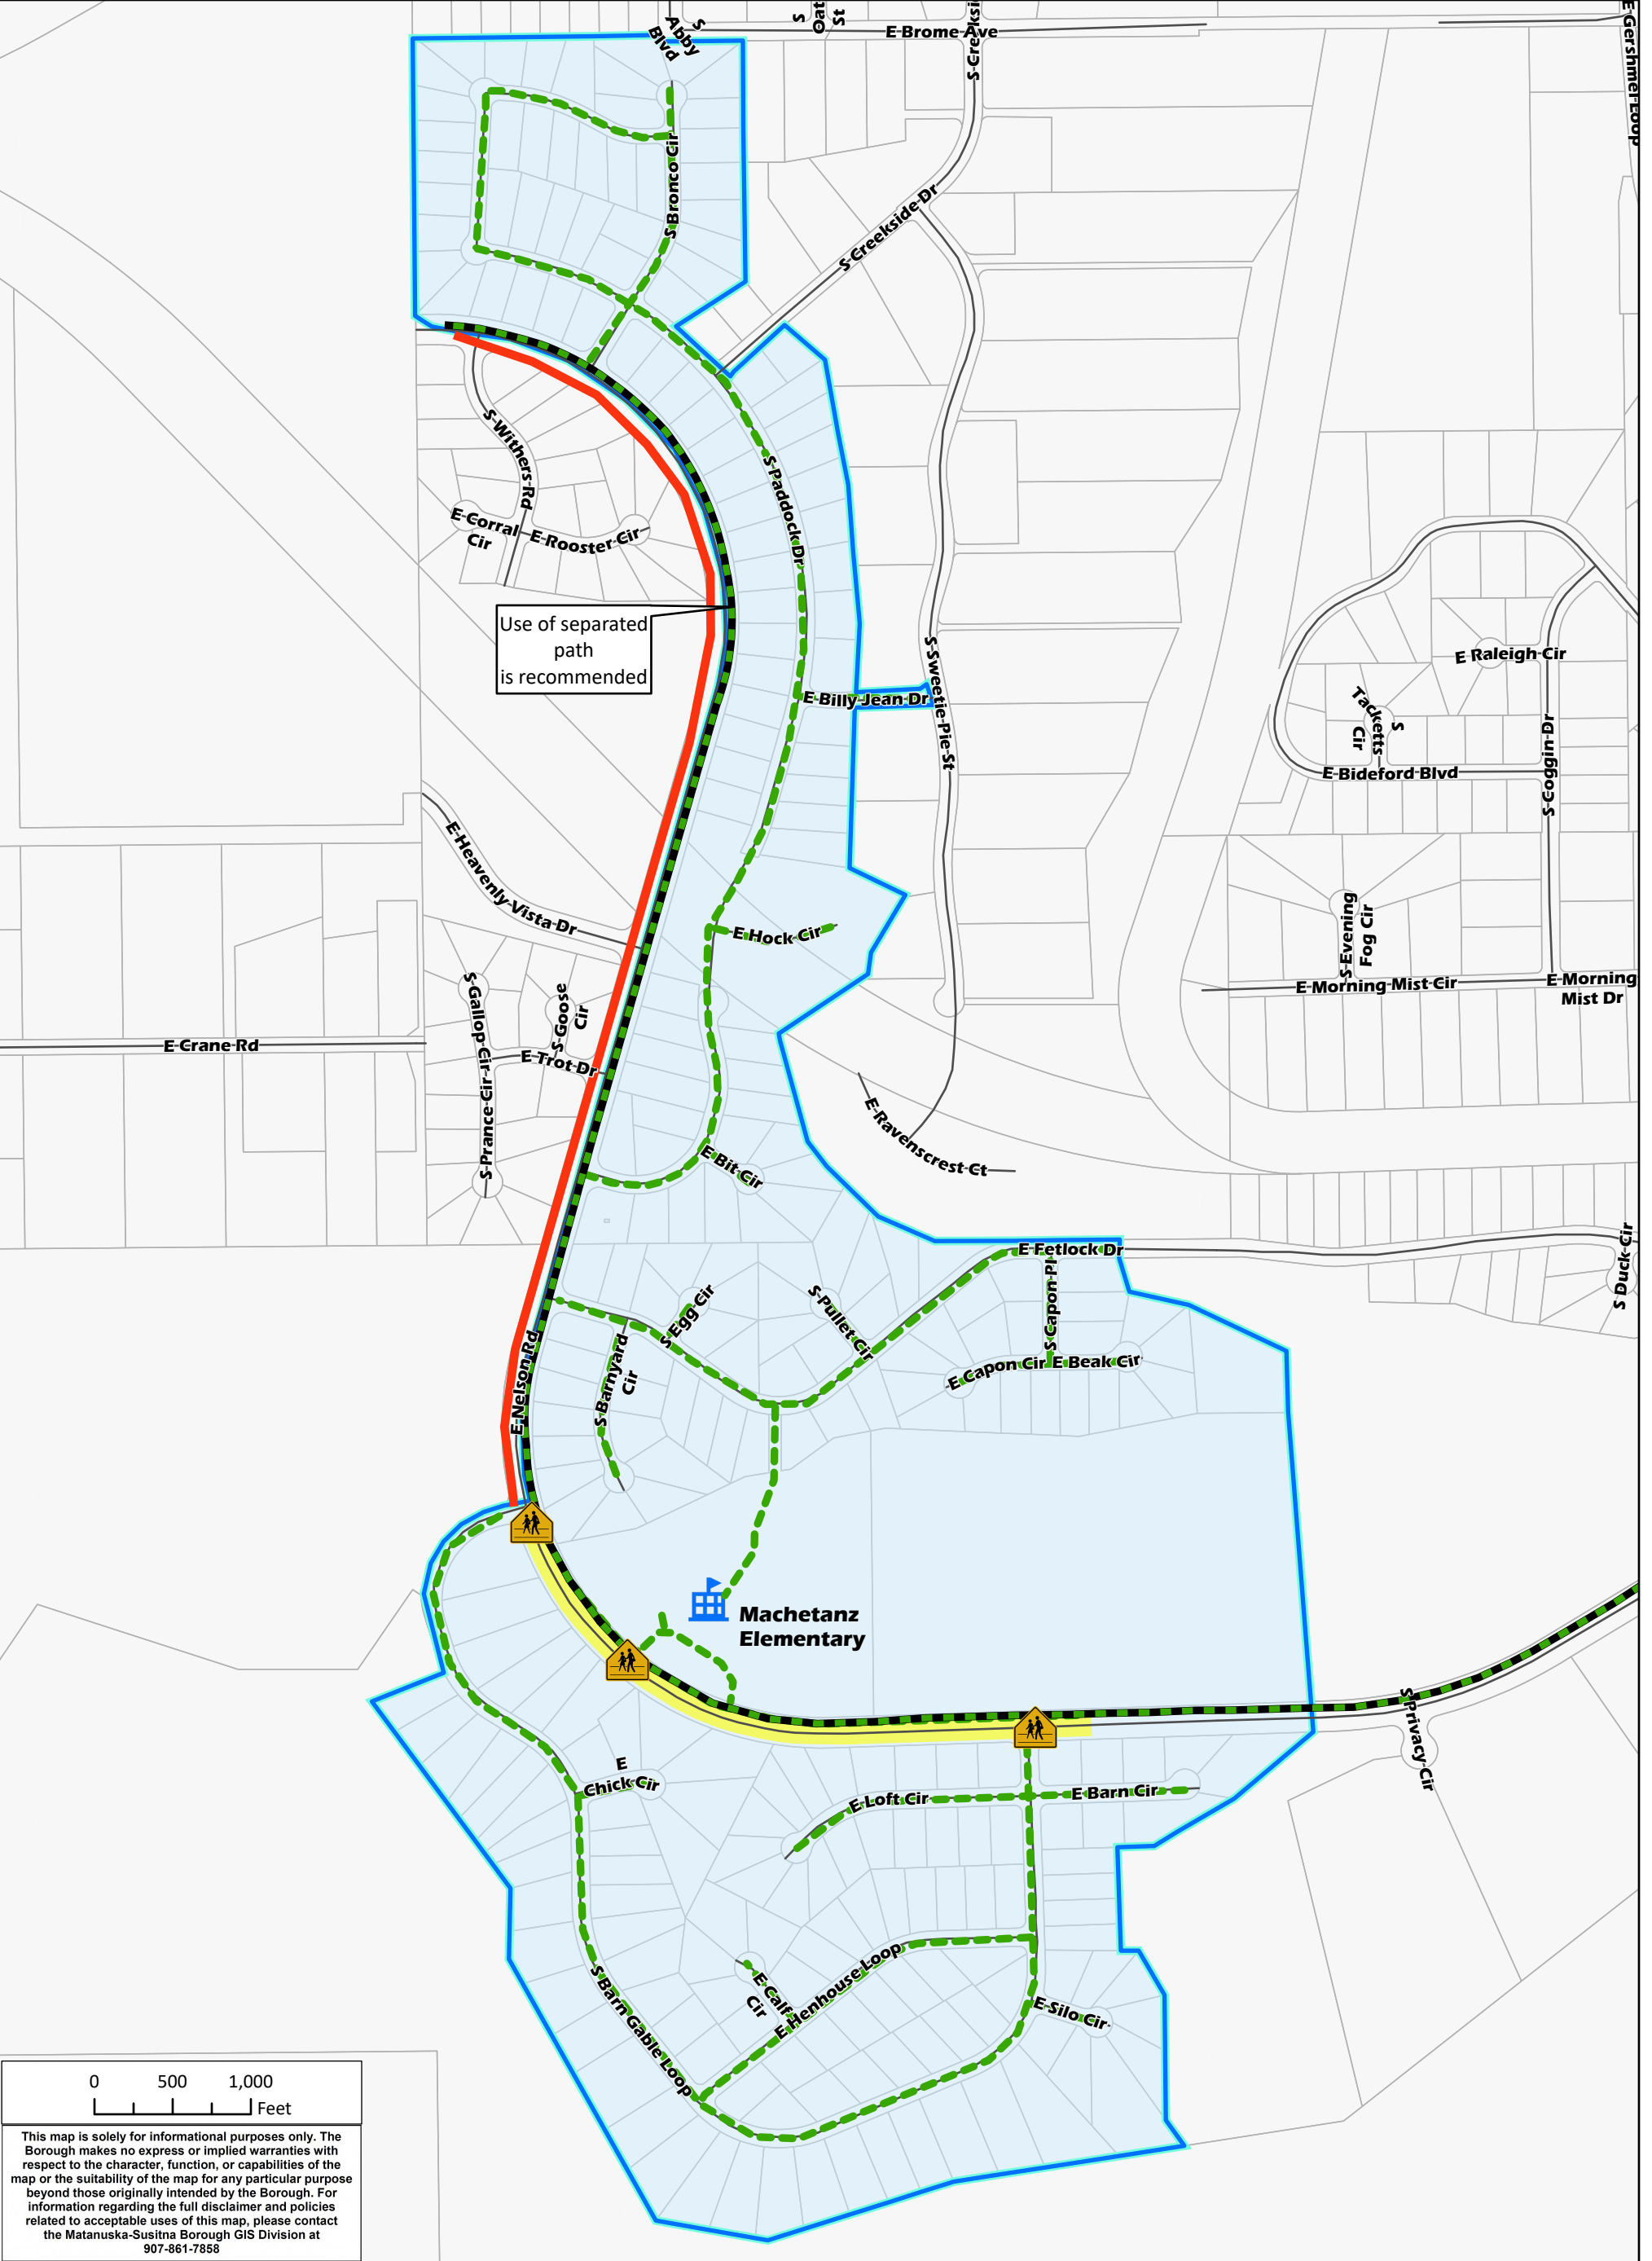 S
Abby
Blvd
S
Oat
St
E Brome Ave
S Creeksi
E Gershmel Loop
S Bronco Cir
S Creekside Dr
S Withers Rd
S Paddock Dr
E Corral
Cir
E Rooster Cir
Use of separated
path
is recommended
S Sweetie Pie St
E Billy Jean Dr
E Raleigh Cir
S
Tacketts
Cir
S Coggin Dr
E Bideford Blvd
E Heavenly Vista Dr
E Hock Cir
S Evening
Fog Cir
E Morning Mist Cir
E Morning
Mist Dr
S Gallop Cir
S Goose
Cir
E Crane Rd
E Trot Dr
S Prance Cir
E Ravenscrest Ct
E Bit Cir
E Fetlock Dr
S Duck Cir
S Egg Cir
S Pullet Cir
S Capon Pl
S Barnyard
Cir
E Capon Cir
E Beak Cir
E Nelson Rd
Machetanz
Elementary
S Privacy Cir
E
Chick Cir
E Loft Cir
E Barn Cir
S Barn Gable Loop
E Calf
Cir
E Henhouse Loop
E Silo Cir
0 500 1,000
Feet
This map is solely for informational purposes only. The
Borough makes no express or implied warranties with
respect to the character, function, or capabilities of the
map or the suitability of the map for any particular purpose
beyond those originally intended by the Borough. For
information regarding the full disclaimer and policies
related to acceptable uses of this map, please contact
the Matanuska-Susitna Borough GIS Division at
907-861-7858